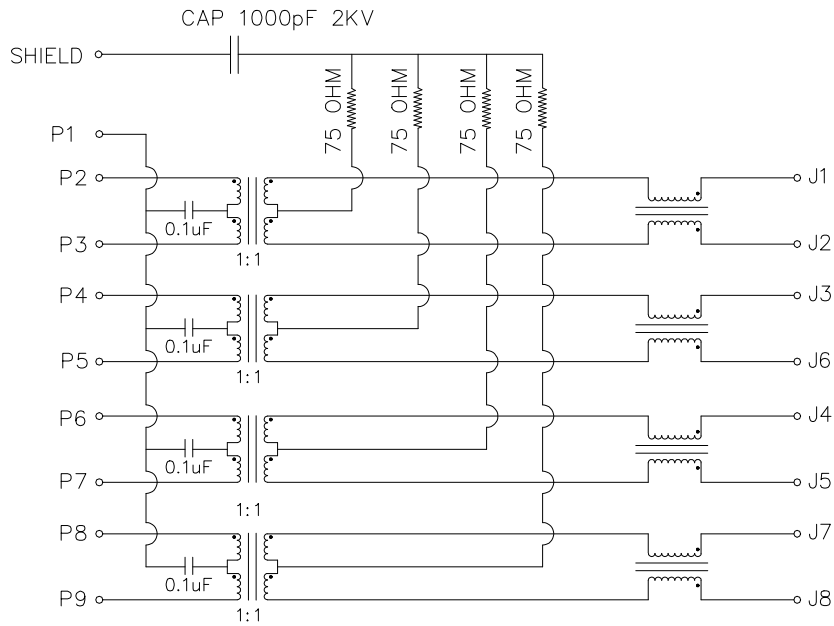 CAP 1000pF 2KV
SHIELD
75 OHM
75 OHM
75 OHM
75 OHM
P1
P2
J1
0.1uF
P3
J2
1:1
P4
J3
0.1uF
P5
J6
1:1
P6
J4
0.1uF
P7
J5
1:1
P8
J7
0.1uF
P9
J8
1:1